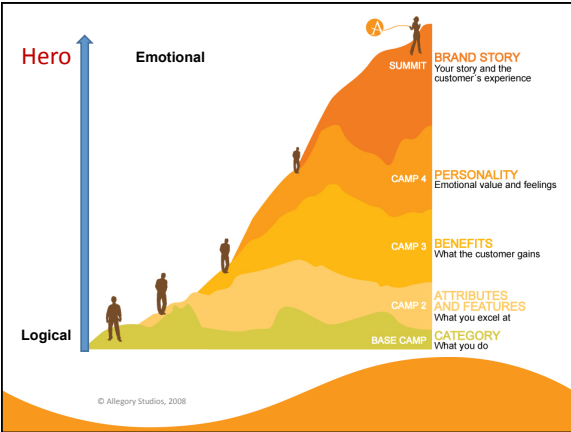 Hero
Emotional
A
SUMMIT
BRAND STORY
Your story and the
customer´s experience
CAMP 4
PERSONALITY
Emotional value and feelings
CAMP 3
BENEFITS
What the customer gains
CAMP 2
ATTRIBUTES
AND FEATURES
What you excel at
Logical
BASE CAMP
CATEGORY
What you do
© Allegory Studios, 2008